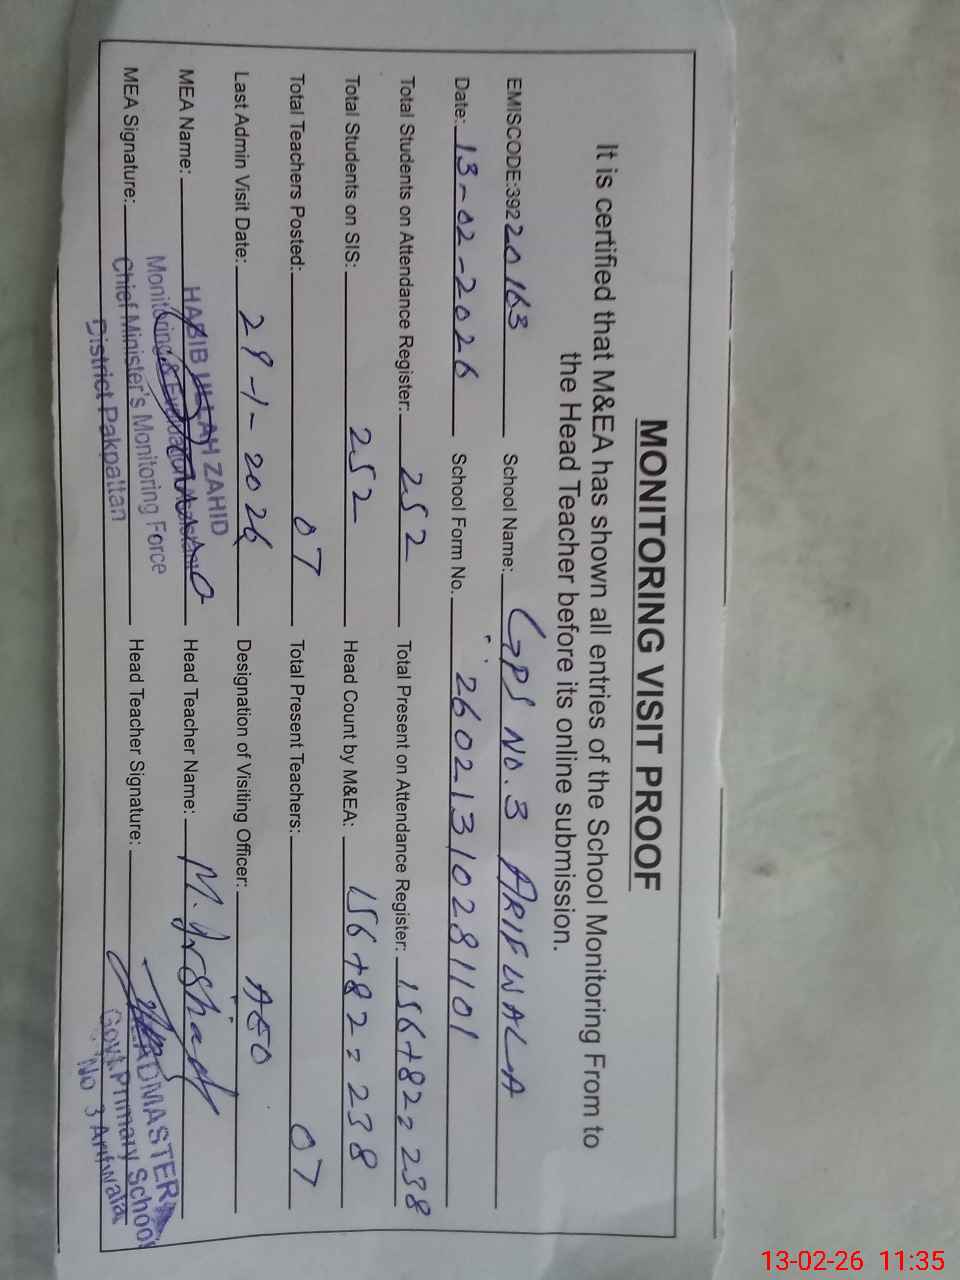 MONITORING VISIT PROOF
It is certified that M&EA has shown all entries of the School Monitoring From to
the Head Teacher before its online submission.
EMISCODE:39220163 School Name: GPS NO. 3 ARIFWALA
Date: 13-02-2026 School Form No. 26021310281101
Total Students on Attendance Register: 252 Total Present on Attendance Register: 156+82=238
Total Students on SIS: 252 Head Count by M&EA: 156+82=238
Total Teachers Posted: 07 Total Present Teachers: 07
Last Admin Visit Date: 29-1-2026 Designation of Visiting Officer: AEO
MEA Name: Head Teacher Name: M. Irshad
MEA Signature: Head Teacher Signature:
HABIB ULLAH ZAHID
Monitoring & Evaluation
Chief Minister's Monitoring Force
District Pakpattan
HEADMASTER
Govt. Primary School
No 3 Arifwala
13-02-26 11:35